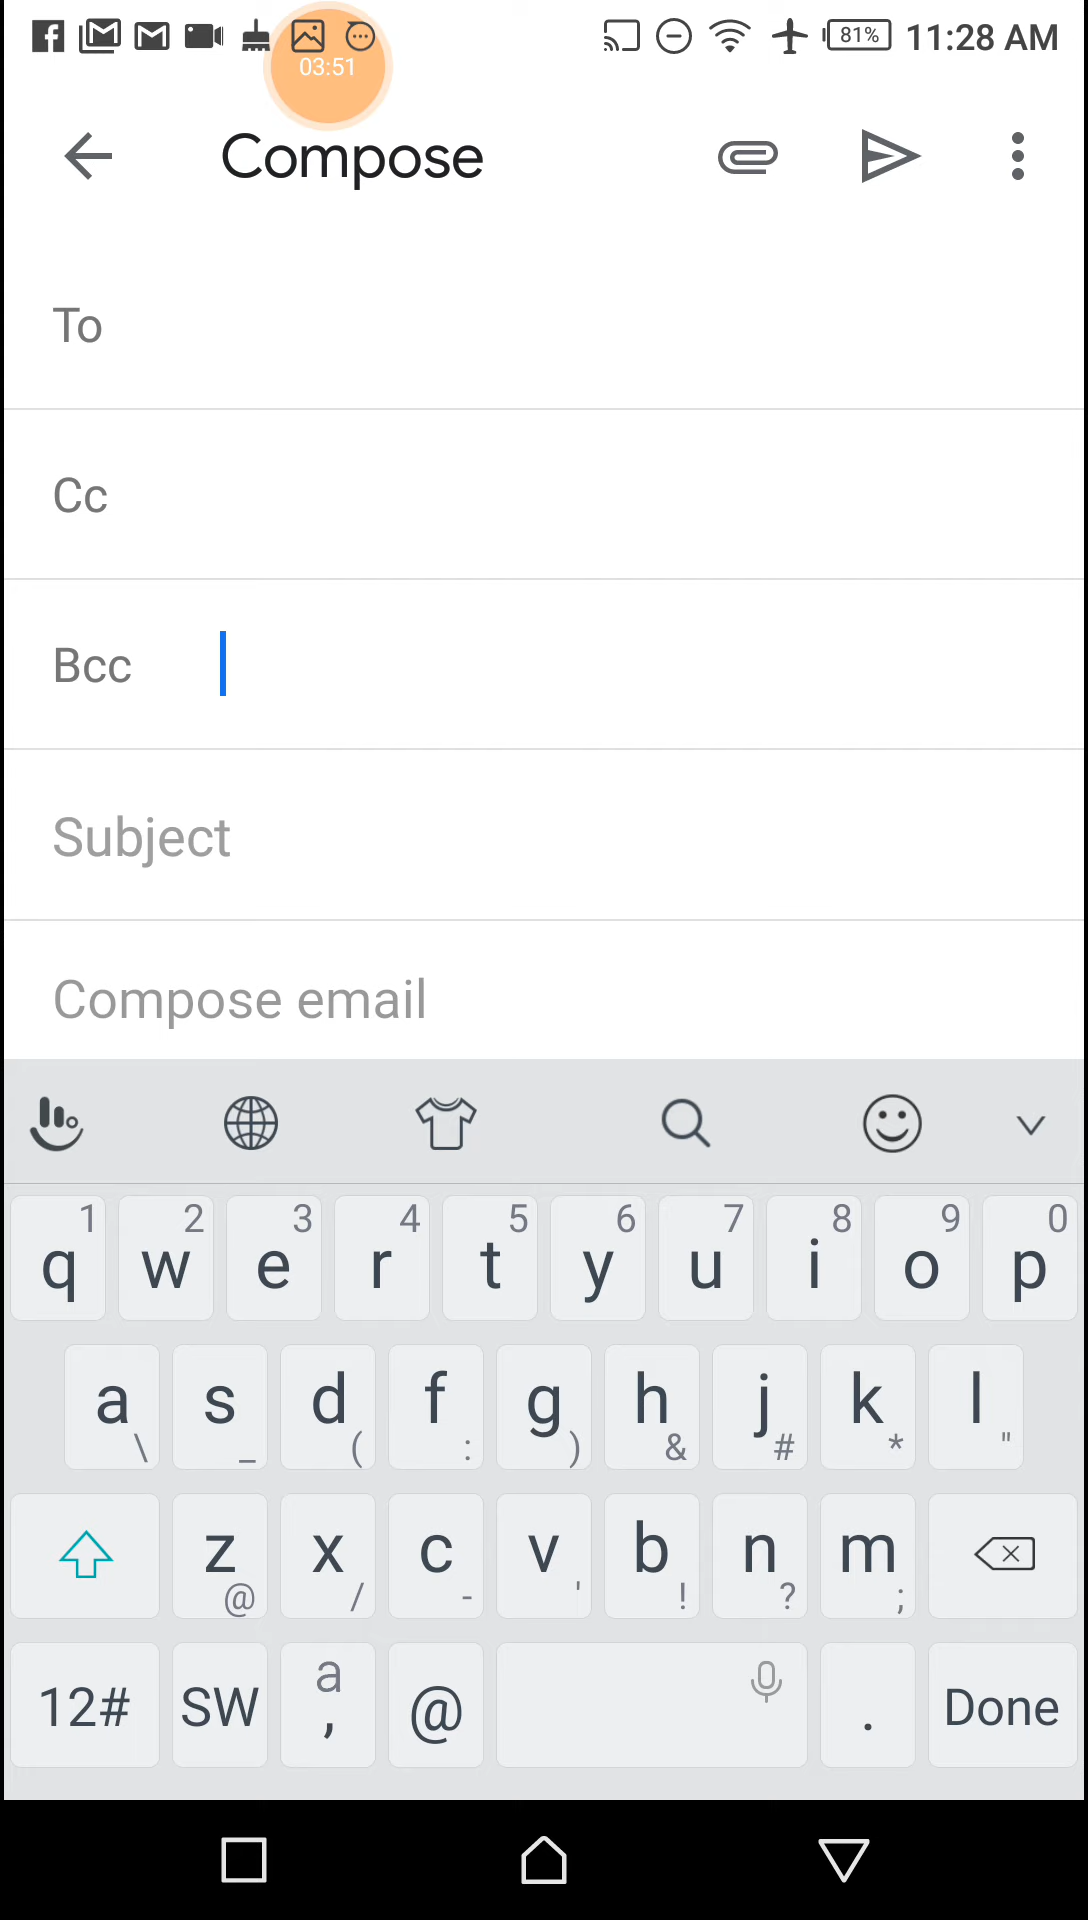 03:51
81% 11:28 AM
Compose
To
Cc
Bcc
Subject
Compose email
1 2 3 4 5 6 7 8 9 0
q w e r t y u i o p
a s d f g h j k l
\ _ ( : ) & # * "
z x c v b n m
@ / - ' ! ? ;
12# SW a , @ . Done